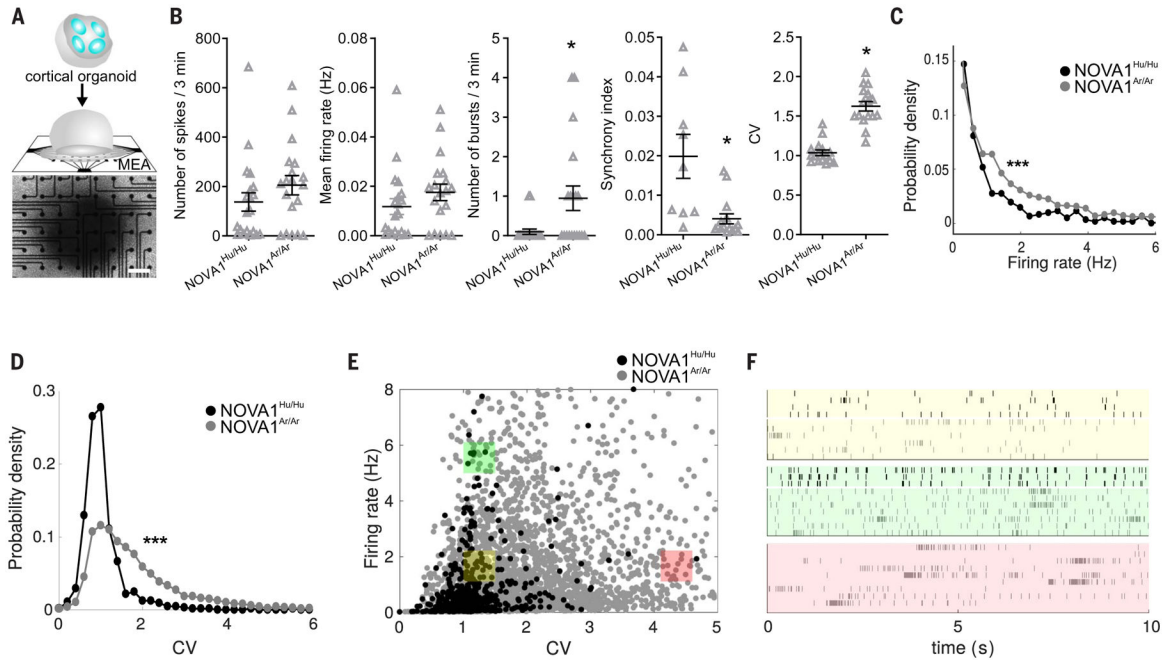 A
cortical organoid
MEA
B
Number of spikes / 3 min
800
600
400
200
0
NOVA1Hu/Hu
NOVA1Ar/Ar
Mean firing rate (Hz)
0.08
0.06
0.04
0.02
0.00
NOVA1Hu/Hu
NOVA1Ar/Ar
Number of bursts / 3 min
5
4
3
2
1
0
*
NOVA1Hu/Hu
NOVA1Ar/Ar
Synchrony index
0.05
0.04
0.03
0.02
0.01
0.00
*
NOVA1Hu/Hu
NOVA1Ar/Ar
CV
2.5
2.0
1.5
1.0
0.5
0.0
*
NOVA1Hu/Hu
NOVA1Ar/Ar
C
Probability density
0.15
0.1
0.05
0
NOVA1Hu/Hu
NOVA1Ar/Ar
***
0 2 4 6
Firing rate (Hz)
D
Probability density
0.3
0.2
0.1
0
NOVA1Hu/Hu
NOVA1Ar/Ar
***
0 2 4 6
CV
E
NOVA1Hu/Hu
NOVA1Ar/Ar
Firing rate (Hz)
8
6
4
2
0
0 1 2 3 4 5
CV
F
0 5 10
time (s)